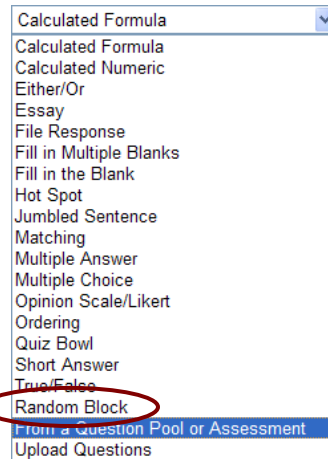 Calculated Formula
Calculated Formula
Calculated Numeric
Either/Or
Essay
File Response
Fill in Multiple Blanks
Fill in the Blank
Hot Spot
Jumbled Sentence
Matching
Multiple Answer
Multiple Choice
Opinion Scale/Likert
Ordering
Quiz Bowl
Short Answer
True/False
Random Block
From a Question Pool or Assessment
Upload Questions